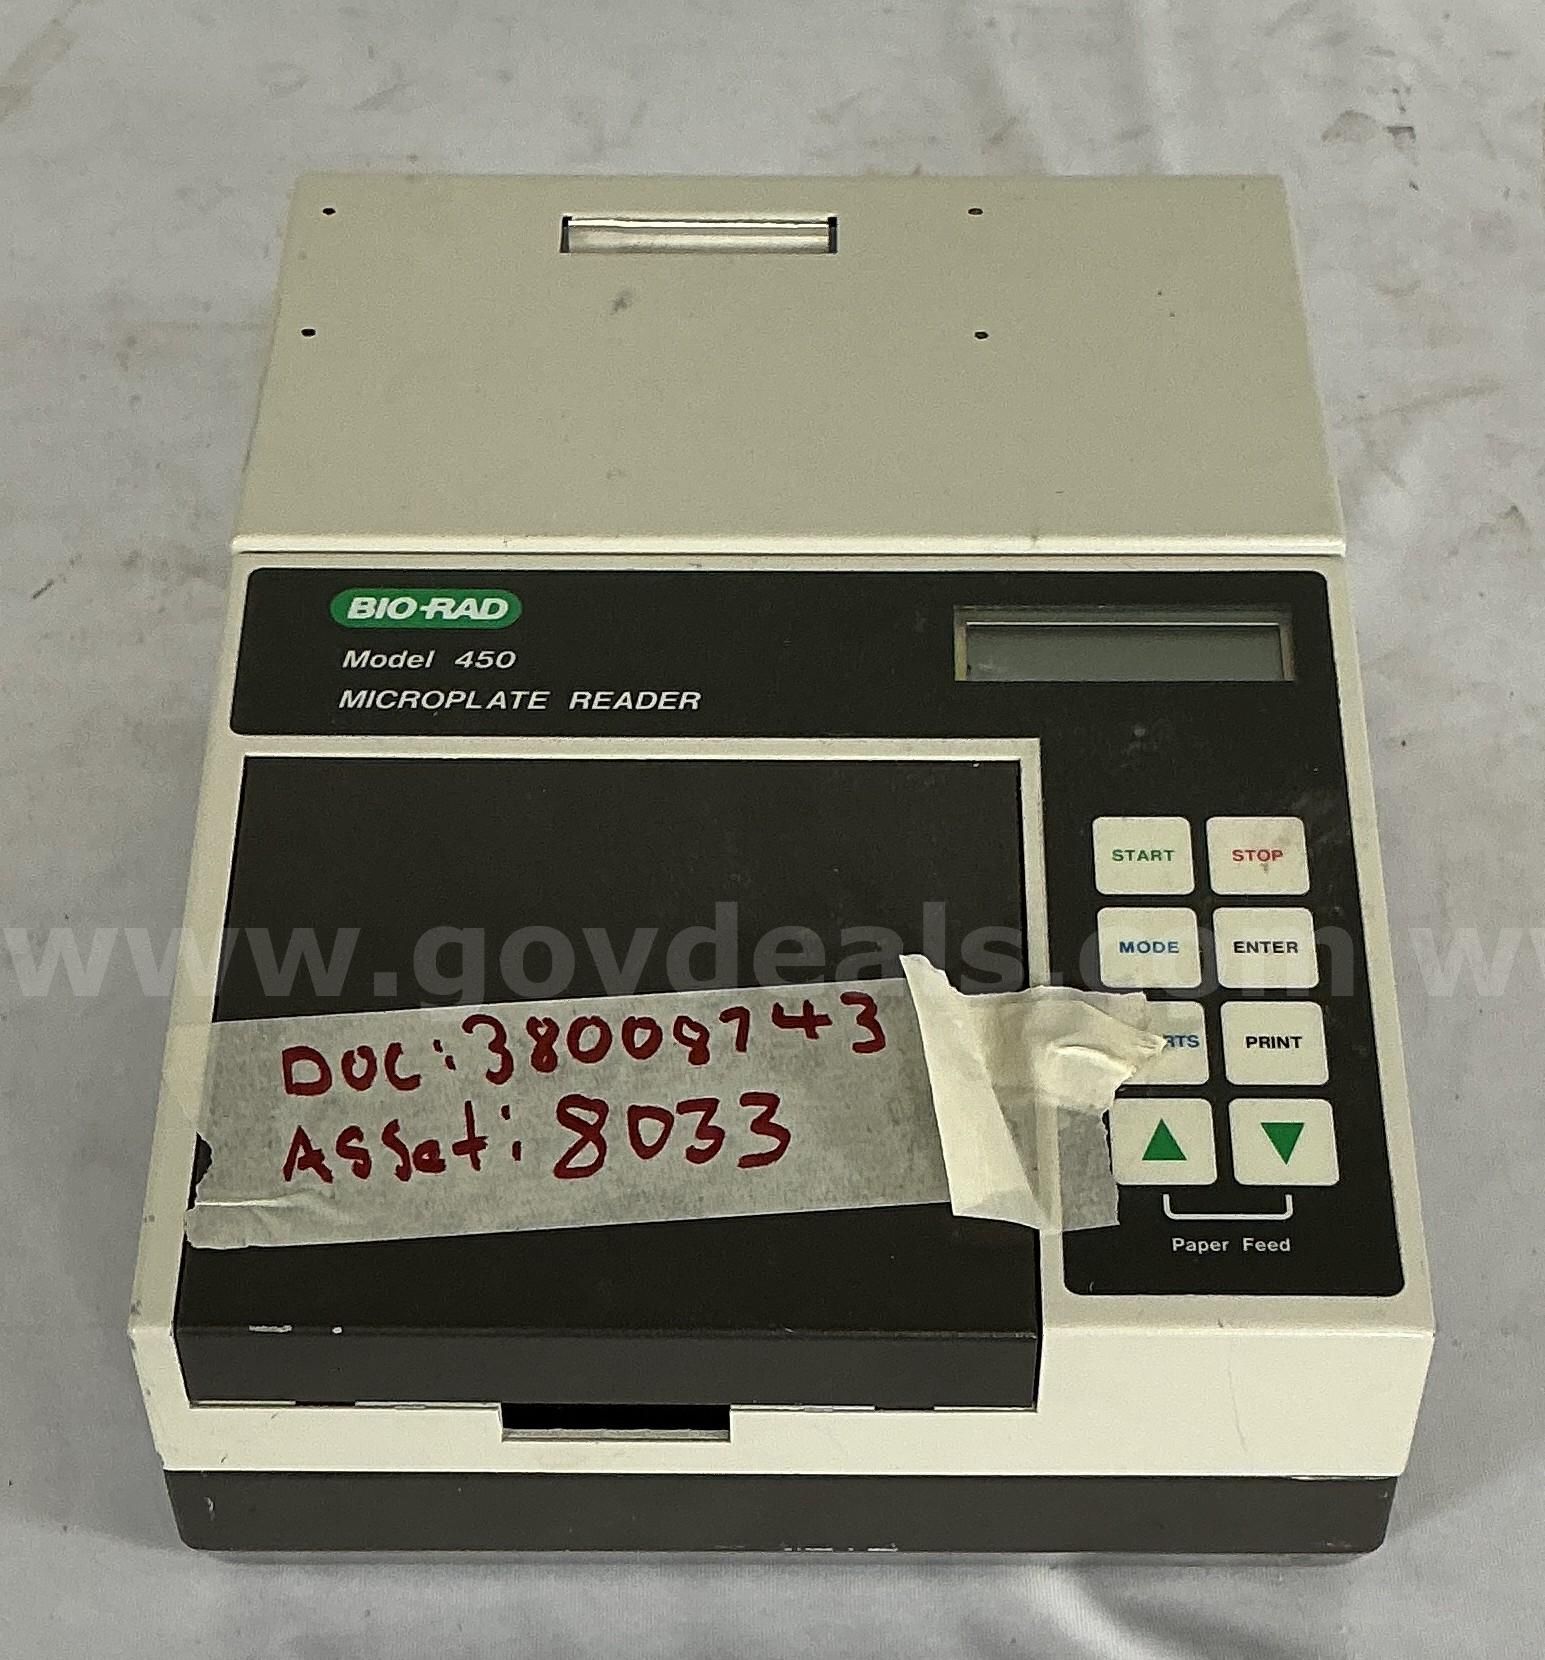 BIO-RAD
Model 450
MICROPLATE READER
START STOP
MODE ENTER
PRINT
www.govdeals.com
DOC: 38008743
Asset: 8033
Paper Feed